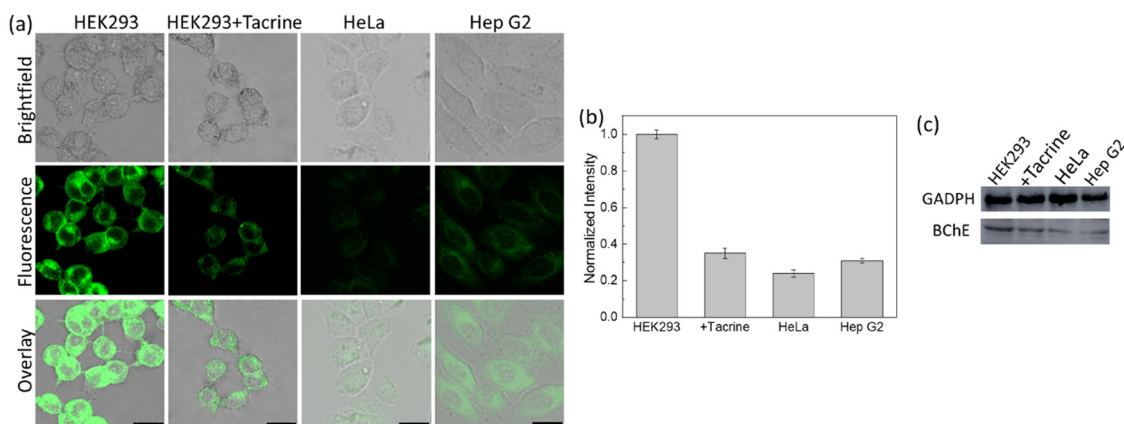 (a)
HEK293 HEK293+Tacrine HeLa Hep G2
Brightfield
Fluorescence
Overlay
(b)
Normalized Intensity
1.0
0.8
0.6
0.4
0.2
0.0
HEK293 +Tacrine HeLa Hep G2
(c)
HEK293 +Tacrine HeLa Hep G2
GADPH
BChE